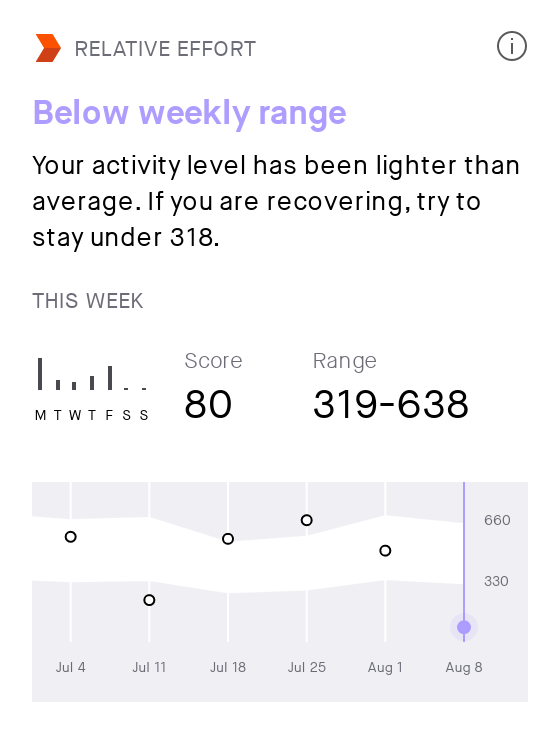 RELATIVE EFFORT
Below weekly range
Your activity level has been lighter than
average. If you are recovering, try to
stay under 318.
THIS WEEK
Score
Range
80
319-638
M T W T F S S
660
330
Jul 4 Jul 11 Jul 18 Jul 25 Aug 1 Aug 8